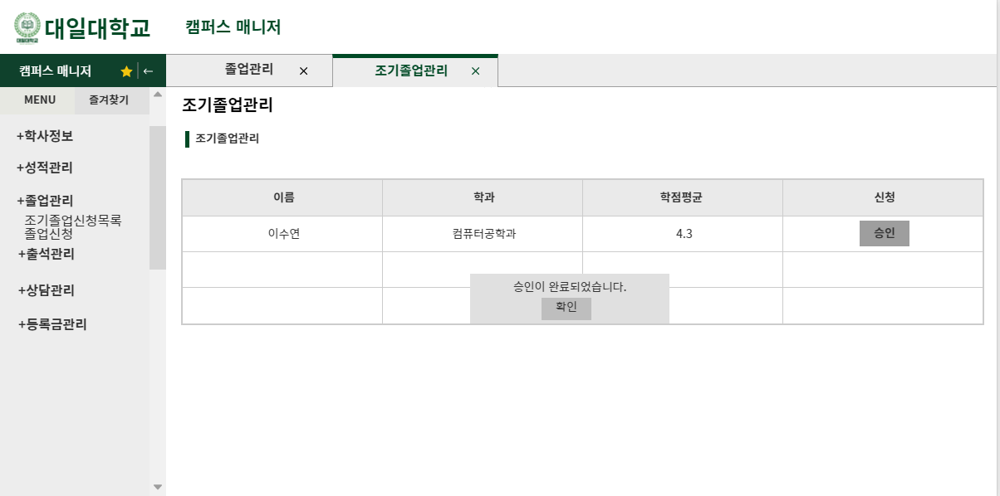 대일대학교 캠퍼스 매니저
캠퍼스 매니저
졸업관리
조기졸업관리
MENU
즐겨찾기
+학사정보
+성적관리
+졸업관리
조기졸업신청목록
졸업신청
+출석관리
+상담관리
+등록금관리
조기졸업관리
조기졸업관리
이름 학과 학점평균 신청
이수연 컴퓨터공학과 4.3 승인
승인이 완료되었습니다.
확인